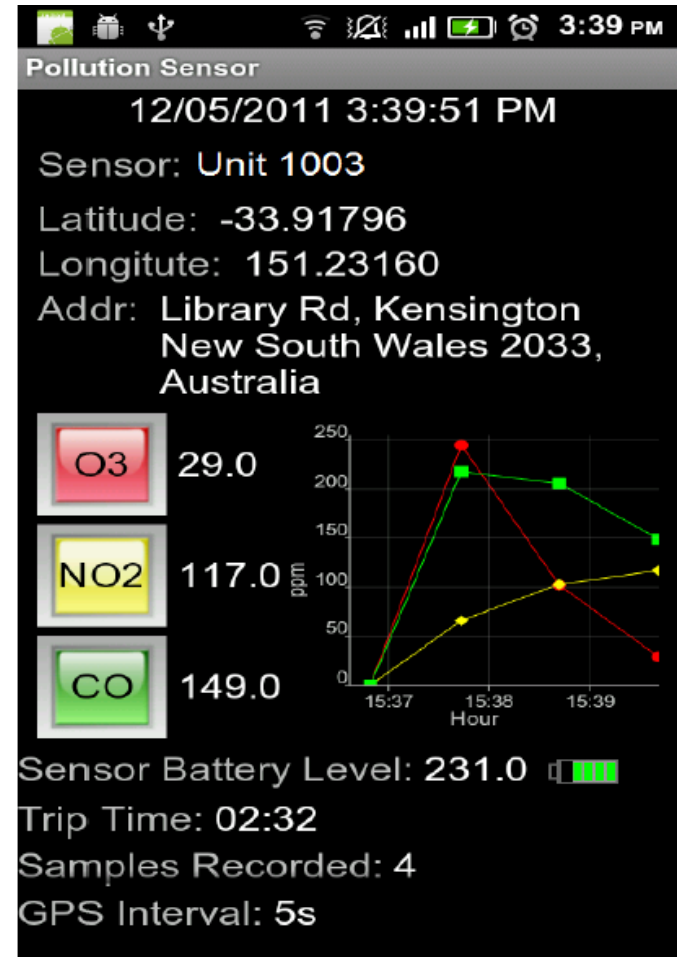 3:39 PM
Pollution Sensor
12/05/2011 3:39:51 PM
Sensor: Unit 1003
Latitude: -33.91796
Longitute: 151.23160
Addr: Library Rd, Kensington
New South Wales 2033,
Australia
O3 29.0
NO2 117.0
CO 149.0
ppm
250
200
150
100
50
0
15:37 15:38 15:39
Hour
Sensor Battery Level: 231.0
Trip Time: 02:32
Samples Recorded: 4
GPS Interval: 5s